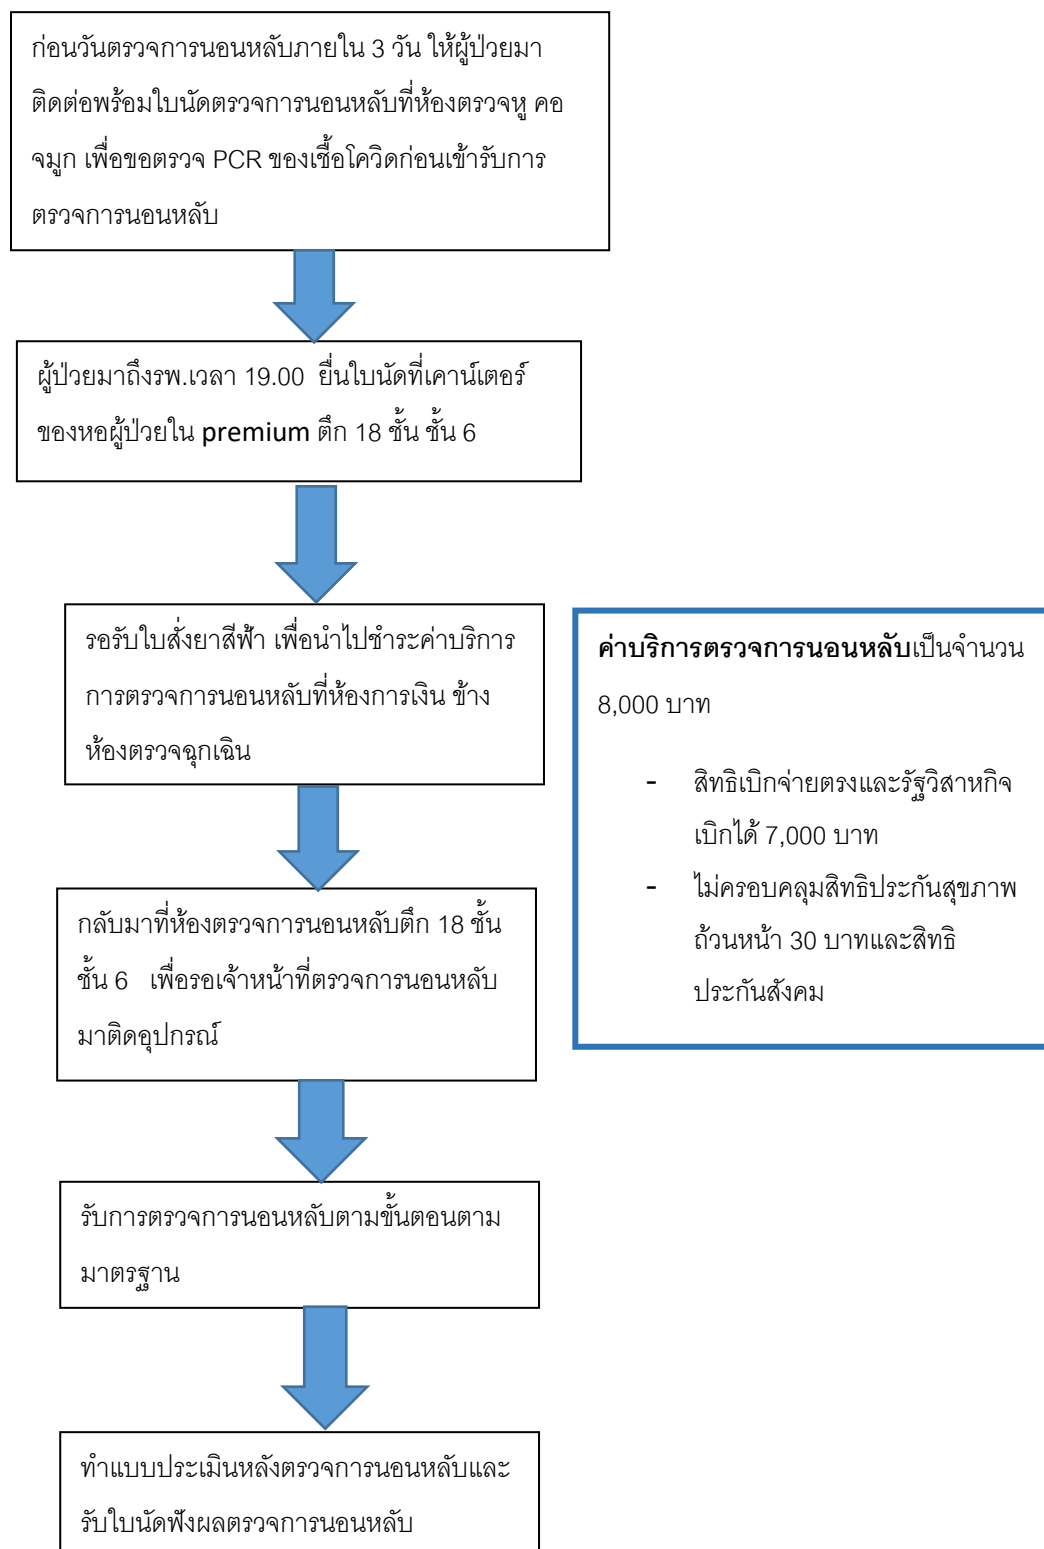 ก่อนวันตรวจการนอนหลับภายใน 3 วัน ให้ผู้ป่วยมา
ติดต่อพร้อมใบนัดตรวจการนอนหลับที่ห้องตรวจหู คอ
จมูก เพื่อขอตรวจ PCR ของเชื้อโควิดก่อนเข้ารับการ
ตรวจการนอนหลับ
ผู้ป่วยมาถึงรพ.เวลา 19.00 ยื่นใบนัดที่เคาน์เตอร์
ของหอผู้ป่วยใน premium ตึก 18 ชั้น ชั้น 6
รอรับใบสั่งยาสีฟ้า เพื่อนำไปชำระค่าบริการ
การตรวจการนอนหลับที่ห้องการเงิน ข้าง
ห้องตรวจฉุกเฉิน
ค่าบริการตรวจการนอนหลับเป็นจำนวน
8,000 บาท
- สิทธิเบิกจ่ายตรงและรัฐวิสาหกิจ
เบิกได้ 7,000 บาท
- ไม่ครอบคลุมสิทธิประกันสุขภาพ
ถ้วนหน้า 30 บาทและสิทธิ
ประกันสังคม
กลับมาที่ห้องตรวจการนอนหลับตึก 18 ชั้น
ชั้น 6 เพื่อรอเจ้าหน้าที่ตรวจการนอนหลับ
มาติดอุปกรณ์
รับการตรวจการนอนหลับตามขั้นตอนตาม
มาตรฐาน
ทำแบบประเมินหลังตรวจการนอนหลับและ
รับใบนัดฟังผลตรวจการนอนหลับ